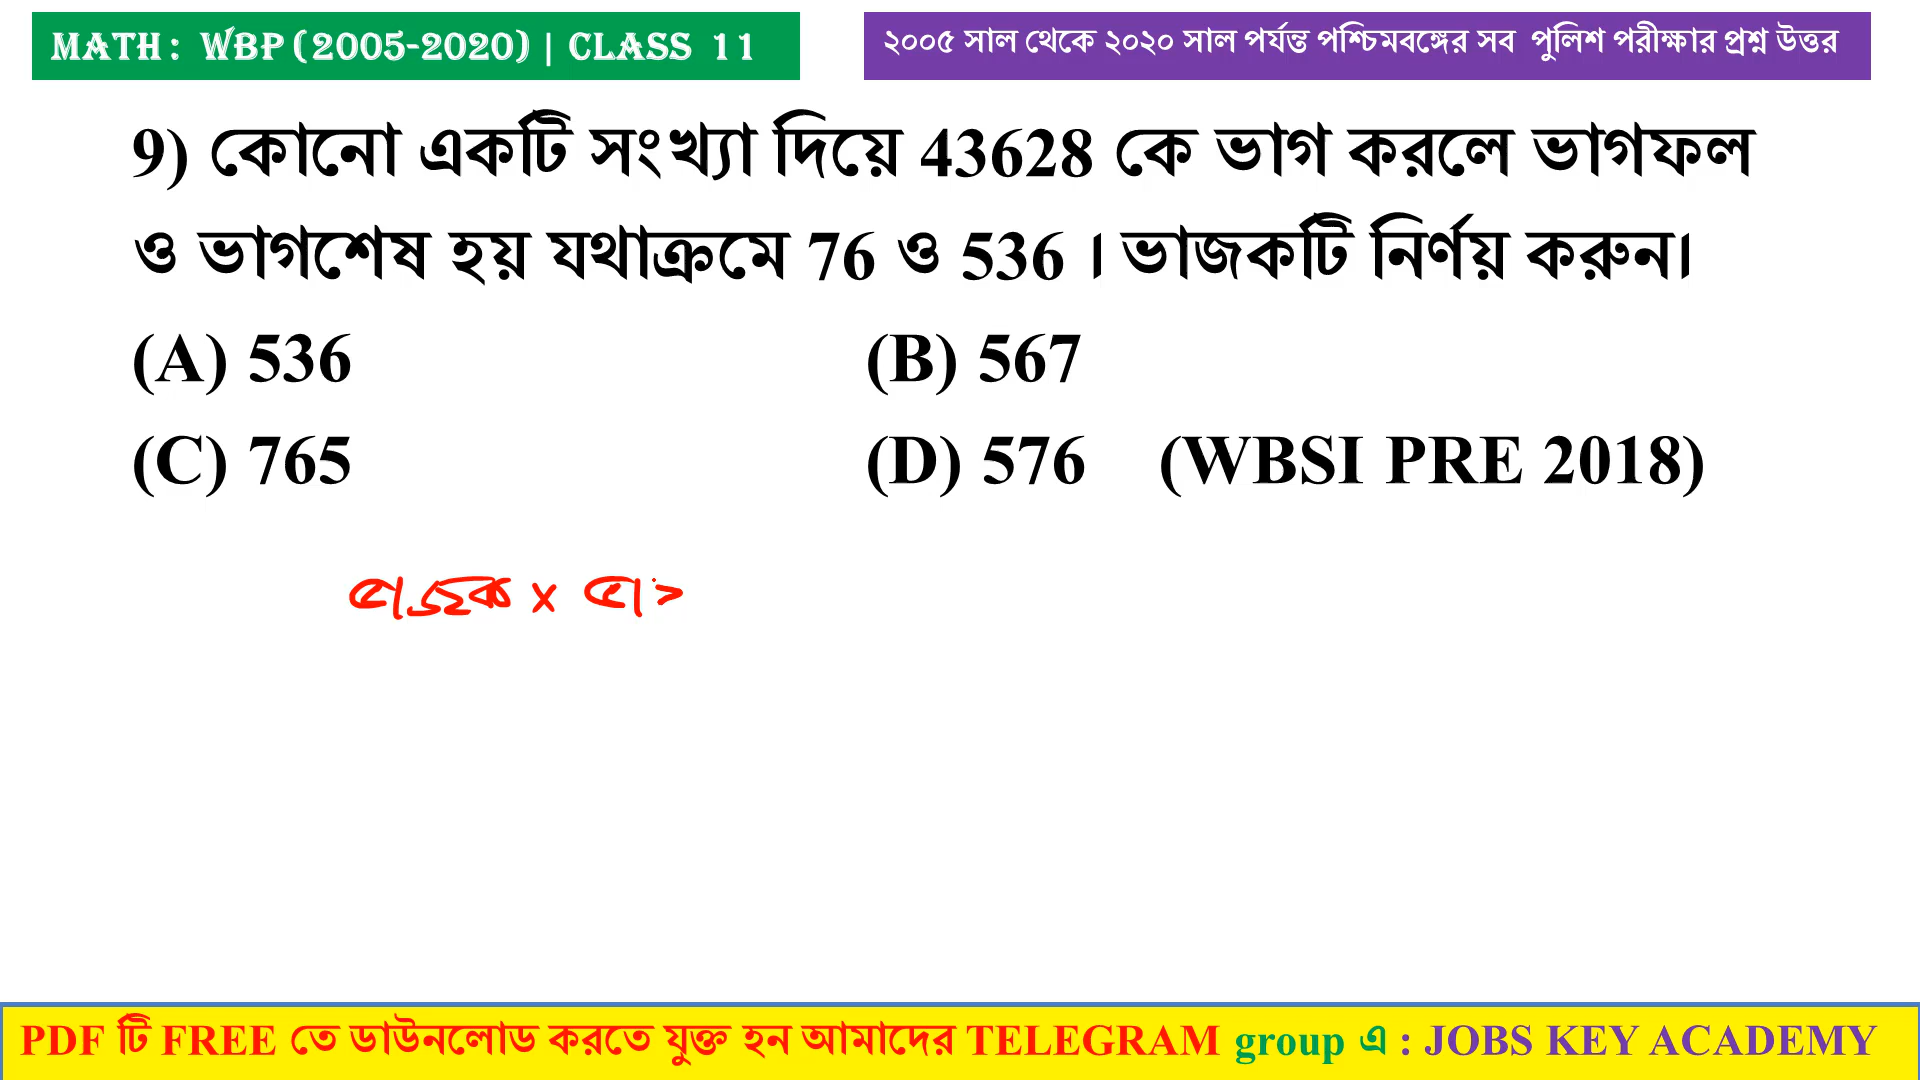 MATH : WBP (2005-2020) | CLASS 11
২০০৫ সাল থেকে ২০২০ সাল পর্যন্ত পশ্চিমবঙ্গের সব পুলিশ পরীক্ষার প্রশ্ন উত্তর
9) কোনো একটি সংখ্যা দিয়ে 43628 কে ভাগ করলে ভাগফল
ও ভাগশেষ হয় যথাক্রমে 76 ও 536 । ভাজকটি নির্ণয় করুন।
(A) 536 (B) 567
(C) 765 (D) 576 (WBSI PRE 2018)
ভাজক ×
PDF টি FREE তে ডাউনলোড করতে যুক্ত হন আমাদের TELEGRAM group এ : JOBS KEY ACADEMY